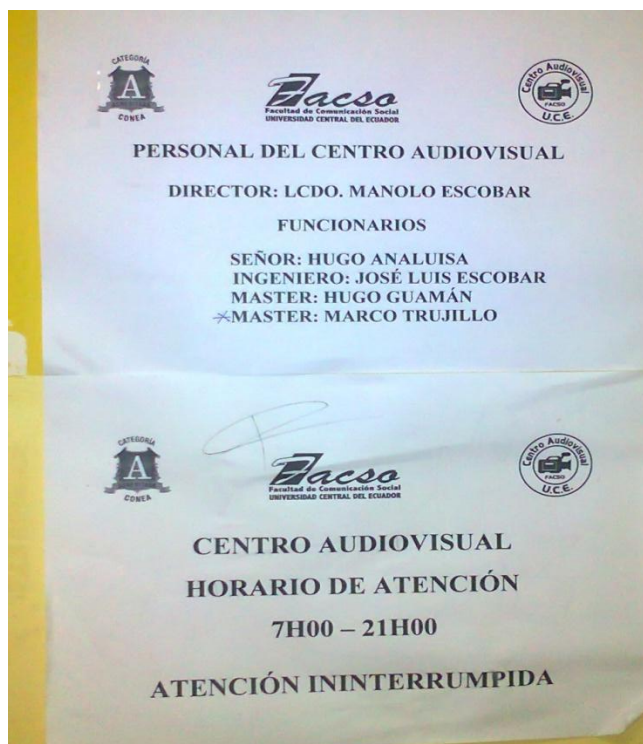 CATEGORÍA
A
CONEA
Facso
Facultad de Comunicación Social
UNIVERSIDAD CENTRAL DEL ECUADOR
Centro Audiovisual
FACSO
U.C.E.
PERSONAL DEL CENTRO AUDIOVISUAL
DIRECTOR: LCDO. MANOLO ESCOBAR
FUNCIONARIOS
SEÑOR: HUGO ANALUISA
INGENIERO: JOSÉ LUIS ESCOBAR
MASTER: HUGO GUAMÁN
MASTER: MARCO TRUJILLO
CATEGORÍA
A
CONEA
Facso
Facultad de Comunicación Social
UNIVERSIDAD CENTRAL DEL ECUADOR
Centro Audiovisual
FACSO
U.C.E.
CENTRO AUDIOVISUAL
HORARIO DE ATENCIÓN
7H00 – 21H00
ATENCIÓN ININTERRUMPIDA